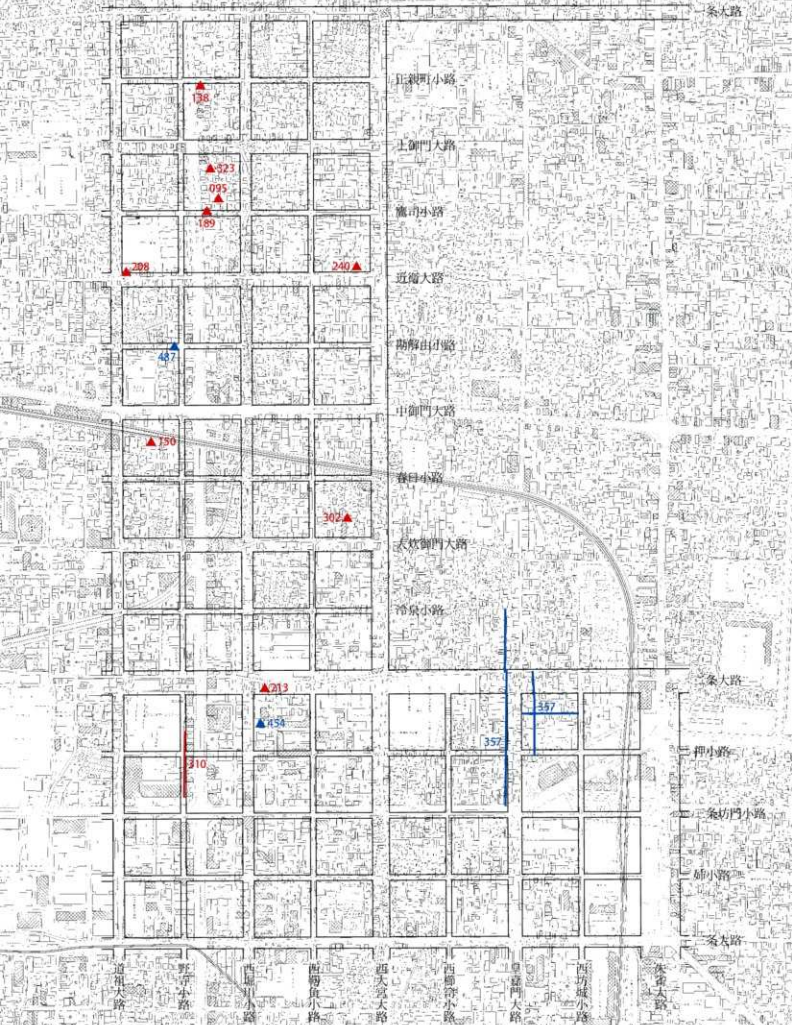 一条大路
正親町小路
138
上御門大路
323
095
鷹司小路
189
208
240
近衛大路
勘解由小路
487
中御門大路
150
春日小路
302
大炊御門大路
冷泉小路
二条大路
213
357
454
357
押小路
310
三条坊門小路
姉小路
三条大路
道祖大路
野寺小路
西堀川小路
西靱負小路
西大宮大路
西櫛笥小路
皇嘉門大路
西坊城小路
朱雀大路